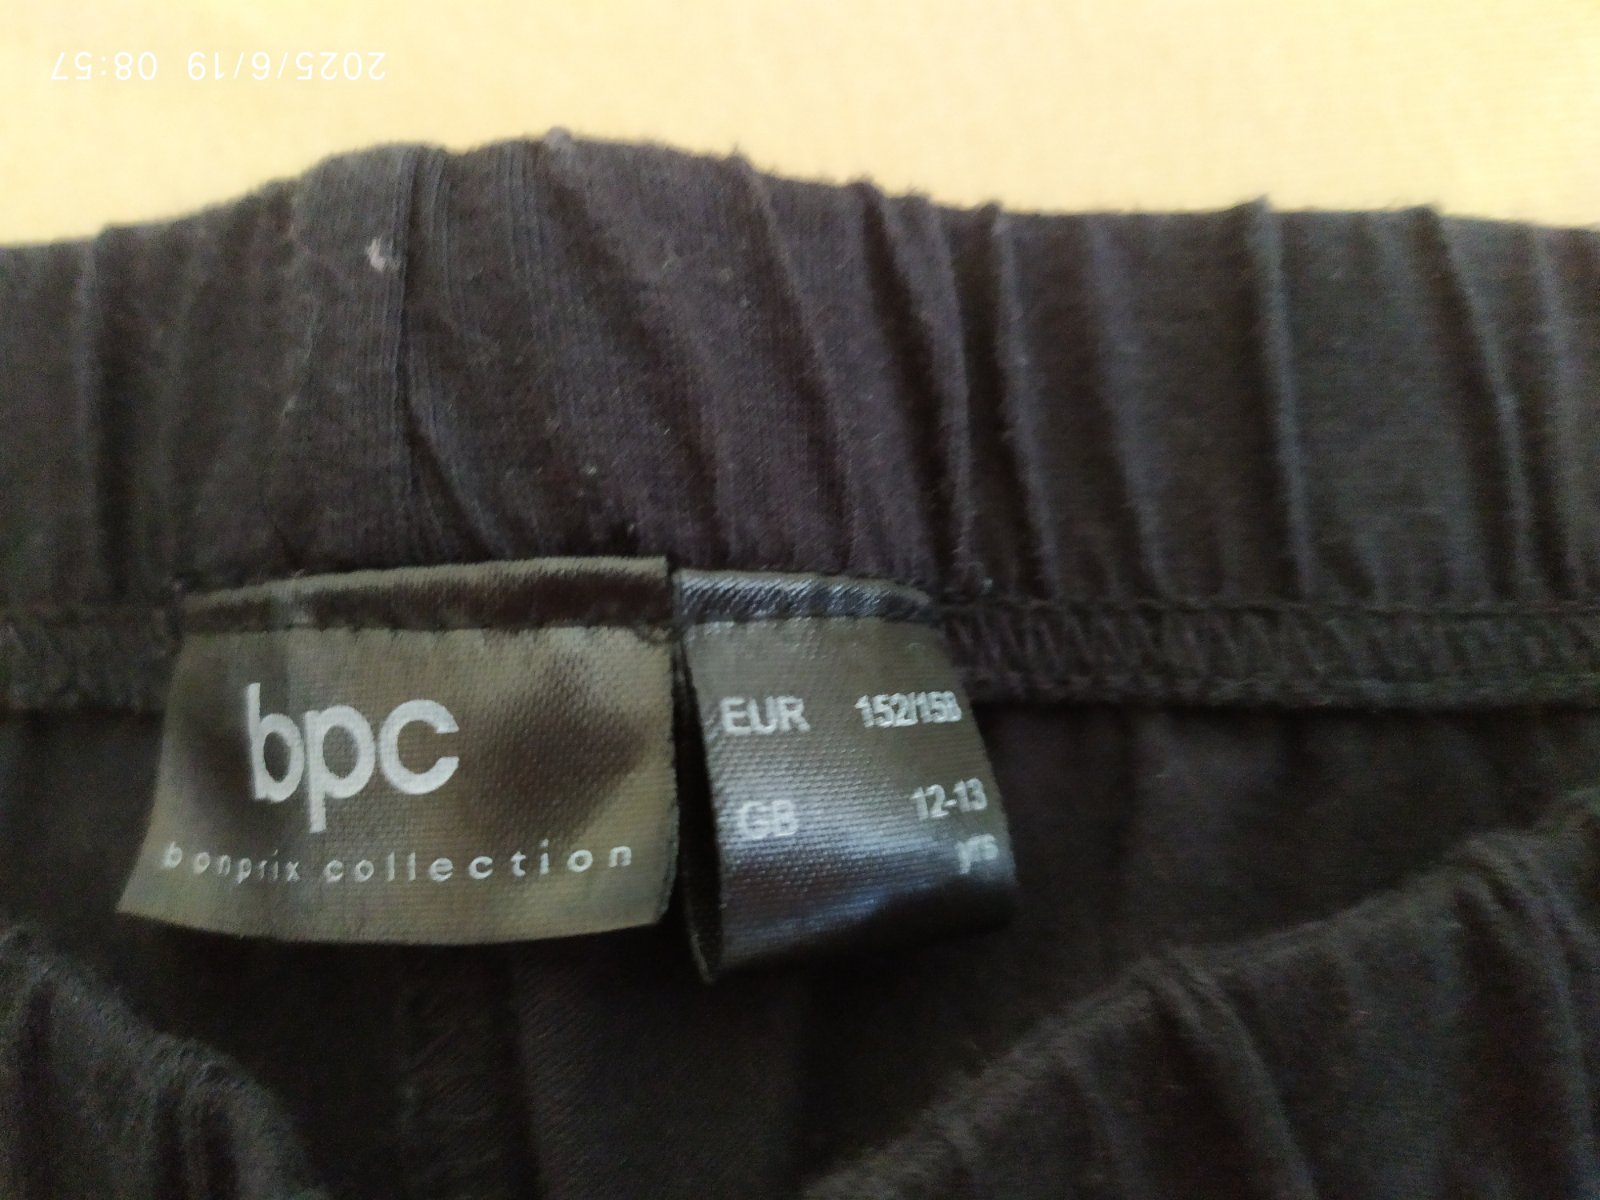 2025/6/19 08:57
bpc
bonprix collection
EUR 152/158
GB 12-13
yrs